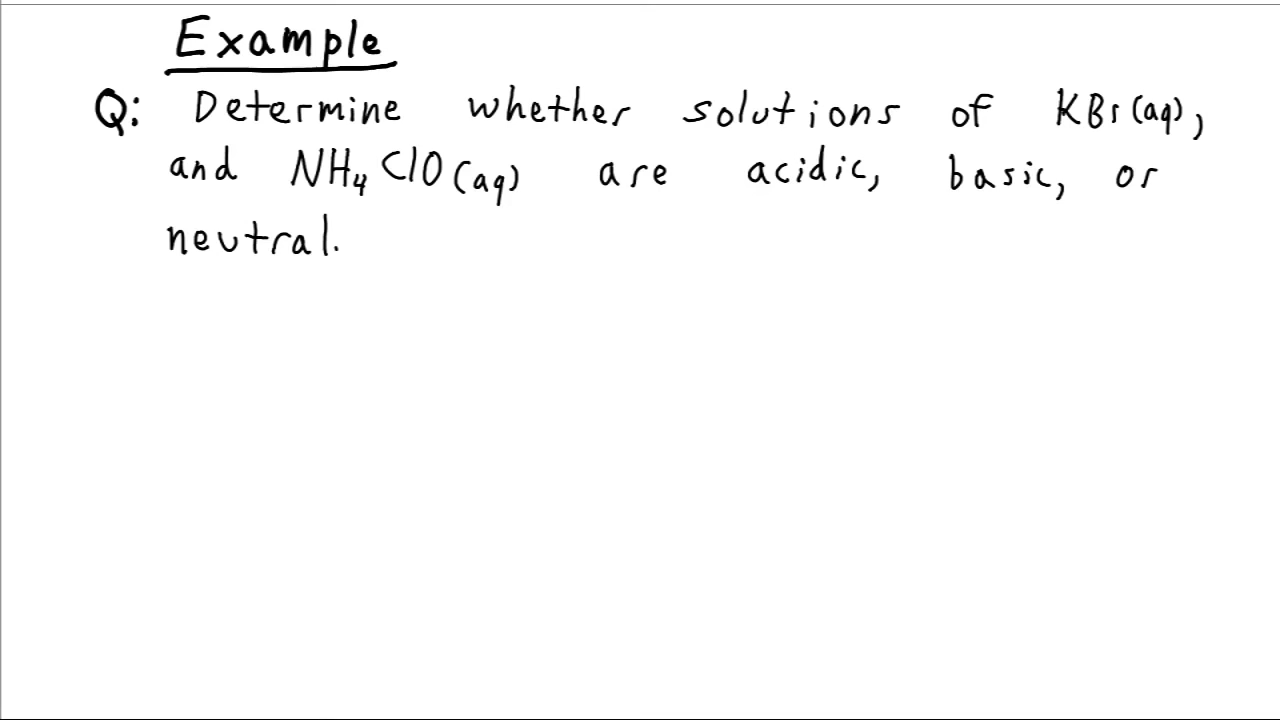 Example
Q: Determine whether solutions of KBr(aq),
and NH₄ClO(aq) are acidic, basic, or
neutral.